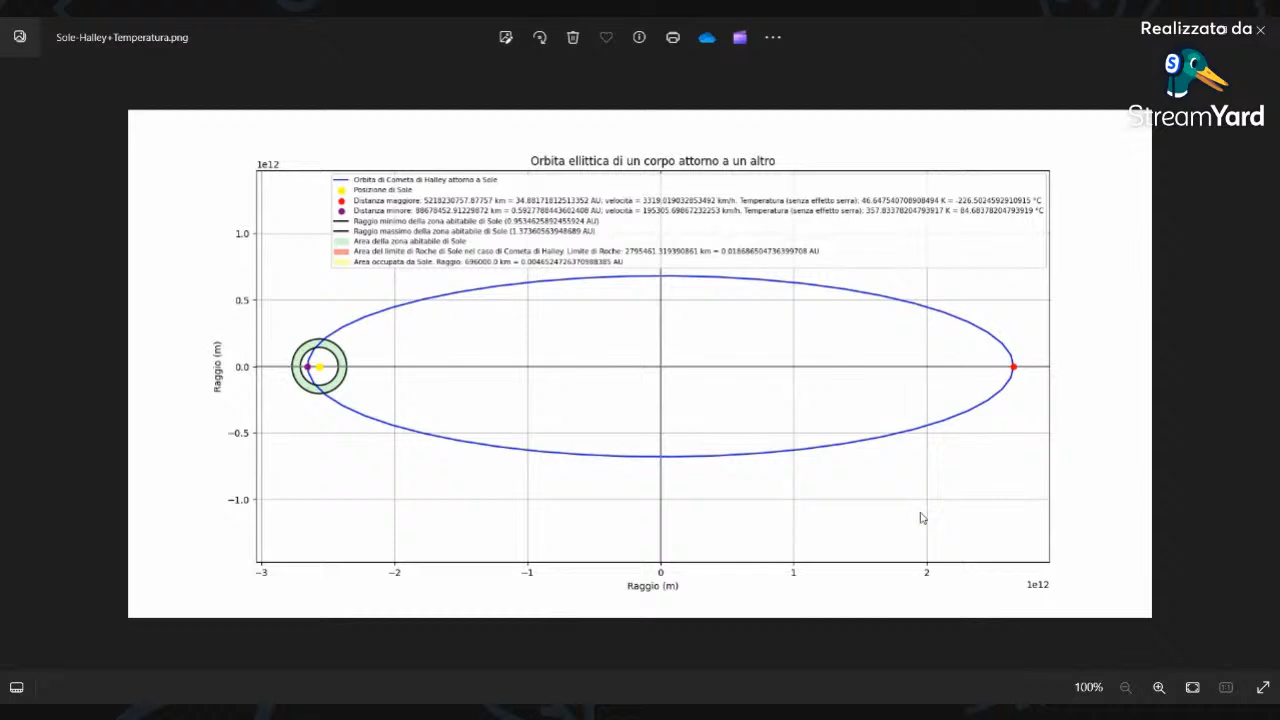 Sole-Halley+Temperatura.png
Realizzato da
S
StreamYard
Orbita ellittica di un corpo attorno a un altro
1e12
Orbita di Cometa di Halley attorno a Sole
Posizione di Sole
Distanza maggiore: 5218230757.87757 km = 34.88171812513352 AU, velocità = 3319.019032853492 km/h. Temperatura (senza effetto serra): 46.647540708908494 K = -226.5024592910915 °C
Distanza minore: 88678452.91229872 km = 0.5927788443602408 AU, velocità = 195305.69867232253 km/h. Temperatura (senza effetto serra): 357.83378204793917 K = 84.68378204793919 °C
Raggio minimo della zona abitabile di Sole (0.9534625892455924 AU)
Raggio massimo della zona abitabile di Sole (1.37360563948689 AU)
Area della zona abitabile di Sole
Area del limite di Roche di Sole nel caso di Cometa di Halley. Limite di Roche: 2795461.319390861 km = 0.018686504736399708 AU
Area occupata da Sole. Raggio: 696000.0 km = 0.004652472637098838​5 AU
1.0
0.5
0.0
−0.5
−1.0
Raggio (m)
−3
−2
−1
0
1
2
Raggio (m)
1e12
100%
1:1